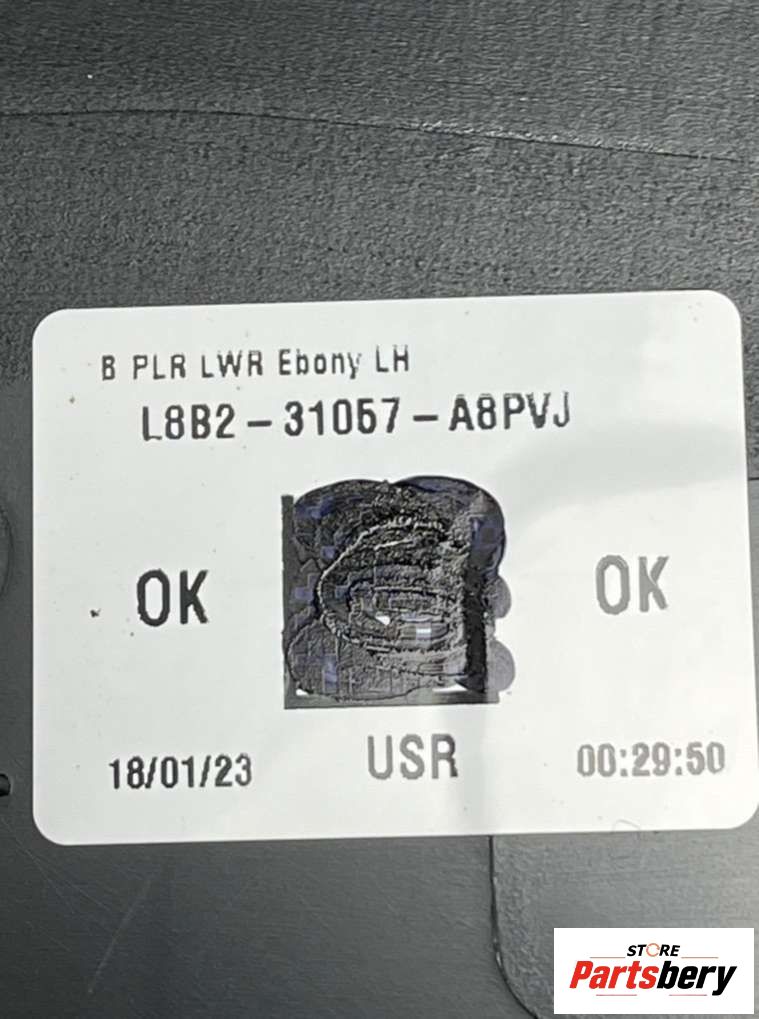 B PLR LWR Ebony LH
L8B2-31057-A8PVJ
OK
OK
18/01/23
USR
00:29:50
STORE
Partsbery